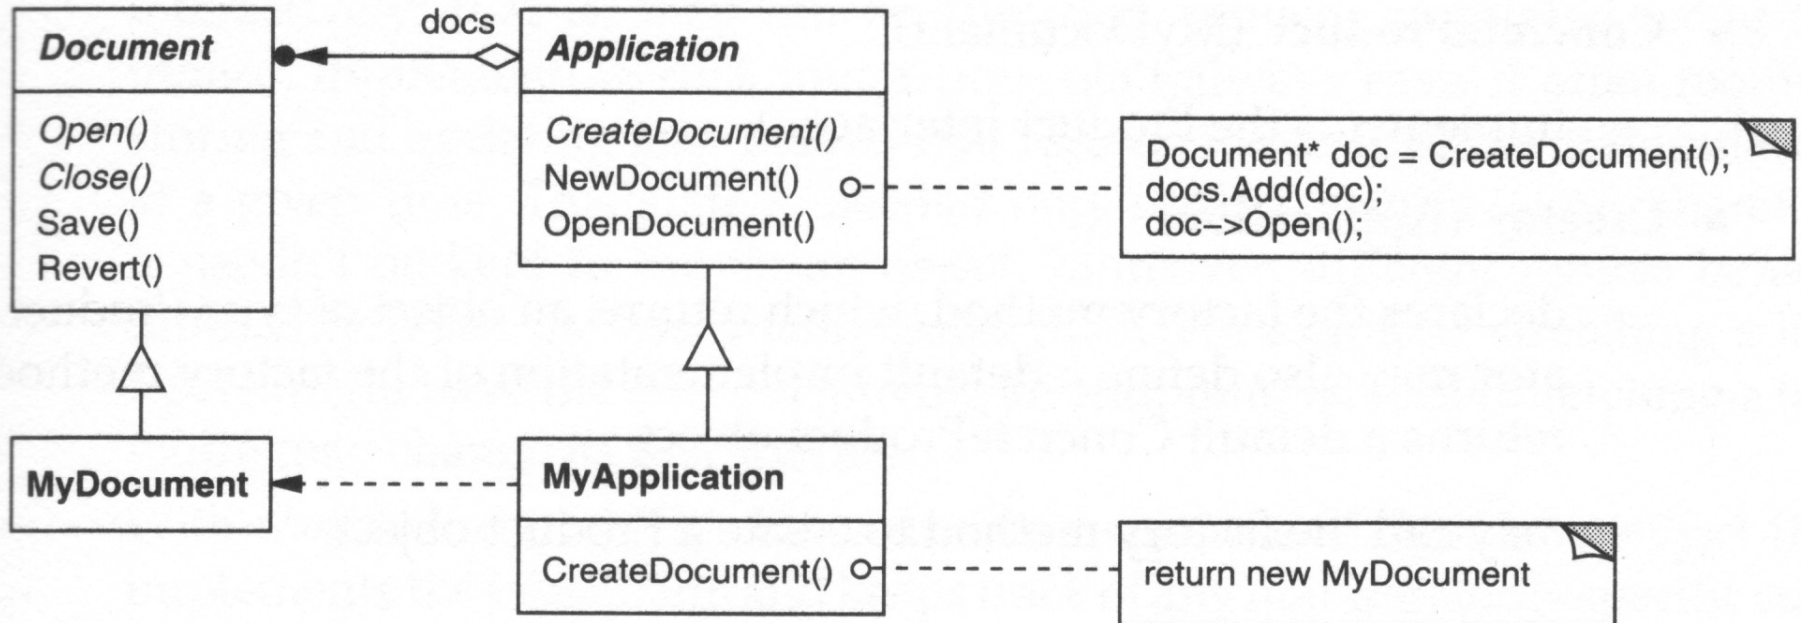 docs
Document
Open()
Close()
Save()
Revert()
Application
CreateDocument()
NewDocument()
OpenDocument()
Document* doc = CreateDocument();
docs.Add(doc);
doc–>Open();
MyDocument
MyApplication
CreateDocument()
return new MyDocument